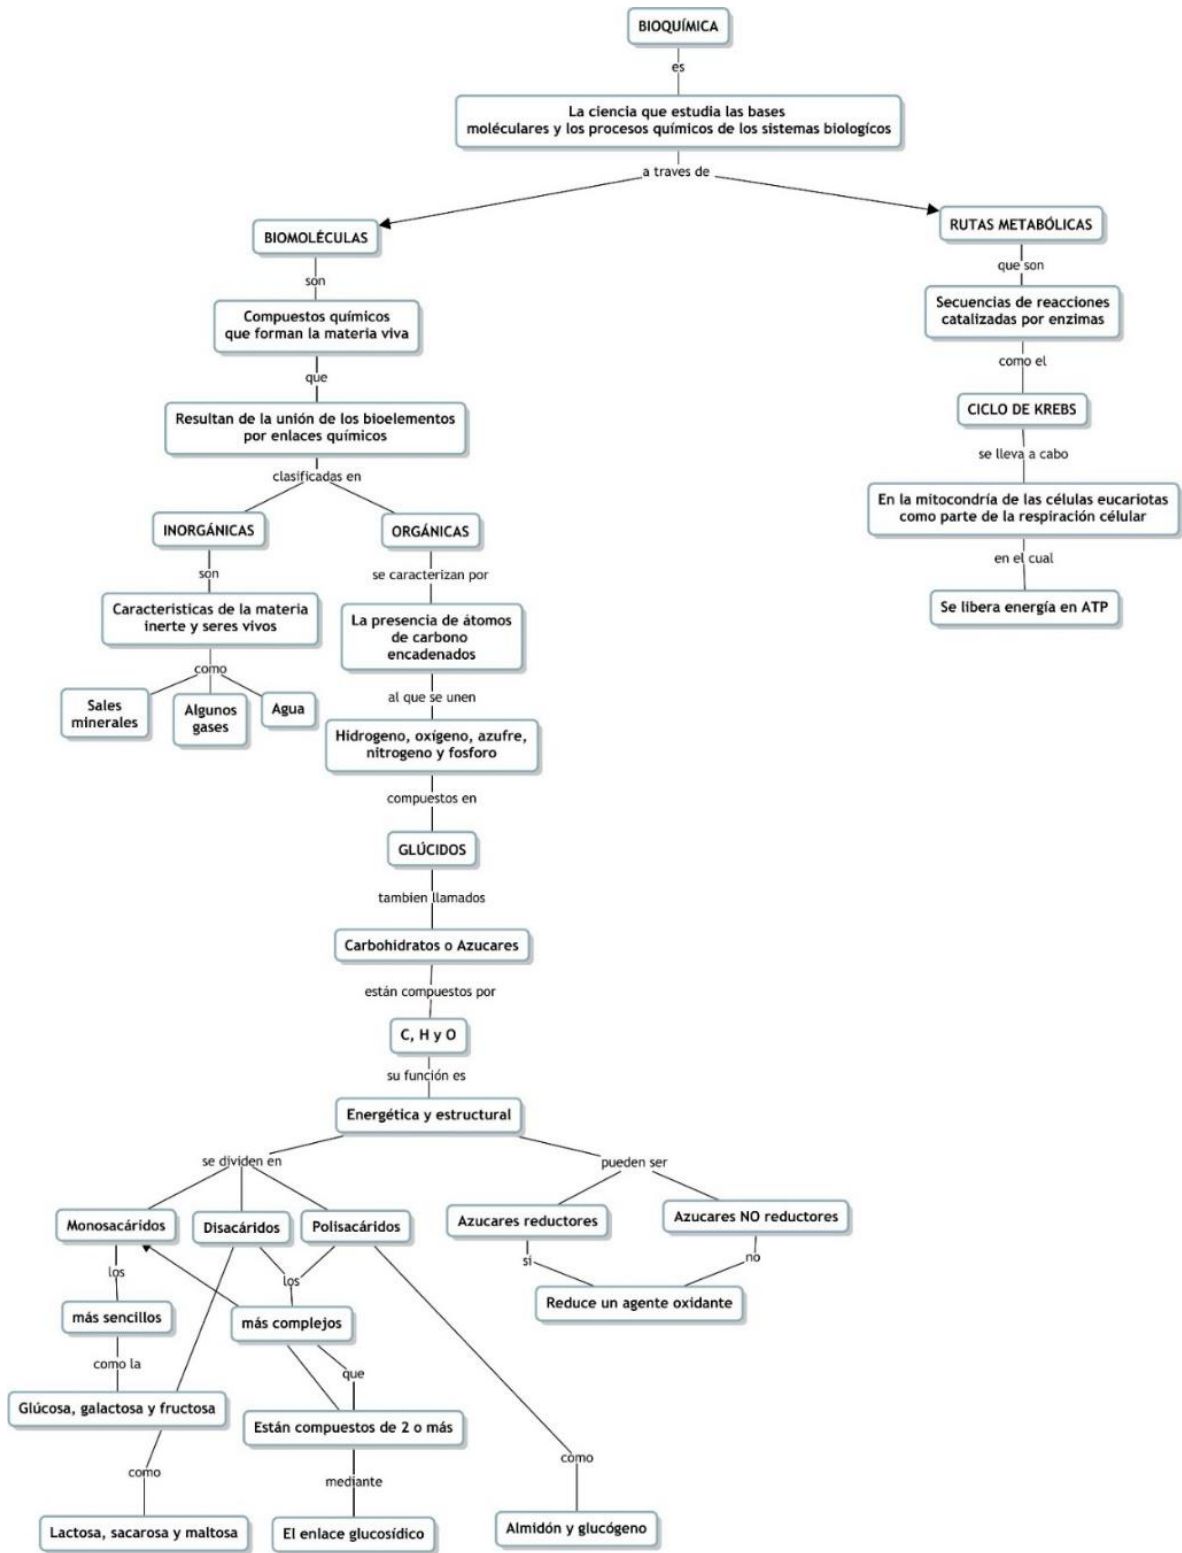 BIOQUÍMICA
es
La ciencia que estudia las bases
moléculares y los procesos químicos de los sistemas biologícos
a traves de
BIOMOLÉCULAS
son
Compuestos químicos
que forman la materia viva
que
Resultan de la unión de los bioelementos
por enlaces químicos
clasificadas en
INORGÁNICAS
son
Caracteristicas de la materia
inerte y seres vivos
como
Sales
minerales
Algunos
gases
Agua
ORGÁNICAS
se caracterizan por
La presencia de átomos
de carbono
encadenados
al que se unen
Hidrogeno, oxígeno, azufre,
nitrogeno y fosforo
compuestos en
GLÚCIDOS
tambien llamados
Carbohidratos o Azucares
están compuestos por
C, H y O
su función es
Energética y estructural
se dividen en
Monosacáridos
Disacáridos
Polisacáridos
los
más sencillos
como la
Glúcosa, galactosa y fructosa
los
más complejos
que
Están compuestos de 2 o más
mediante
El enlace glucosídico
como
Lactosa, sacarosa y maltosa
como
Almidón y glucógeno
pueden ser
Azucares reductores
Azucares NO reductores
sí
no
Reduce un agente oxidante
RUTAS METABÓLICAS
que son
Secuencias de reacciones
catalizadas por enzimas
como el
CICLO DE KREBS
se lleva a cabo
En la mitocondría de las células eucariotas
como parte de la respiración célular
en el cual
Se libera energía en ATP